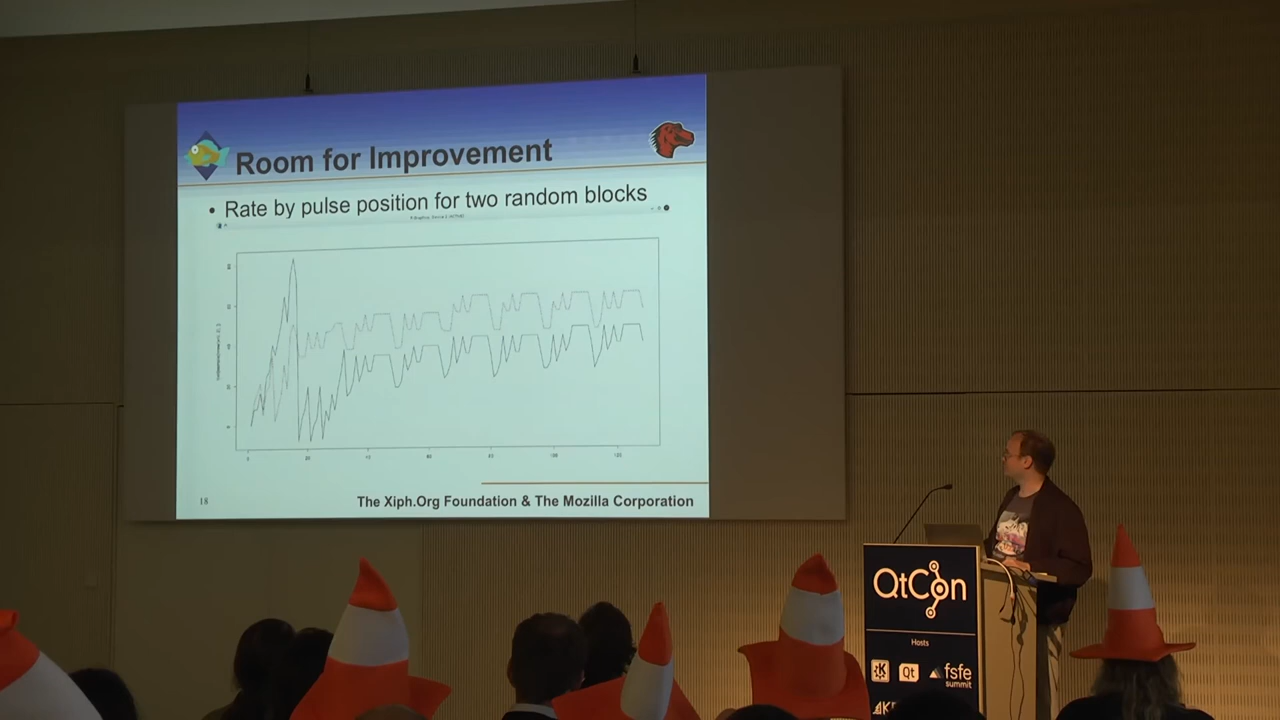 Room for Improvement
• Rate by pulse position for two random blocks
18
The Xiph.Org Foundation & The Mozilla Corporation
QtCon
Hosts
Qt
fsfe
summit